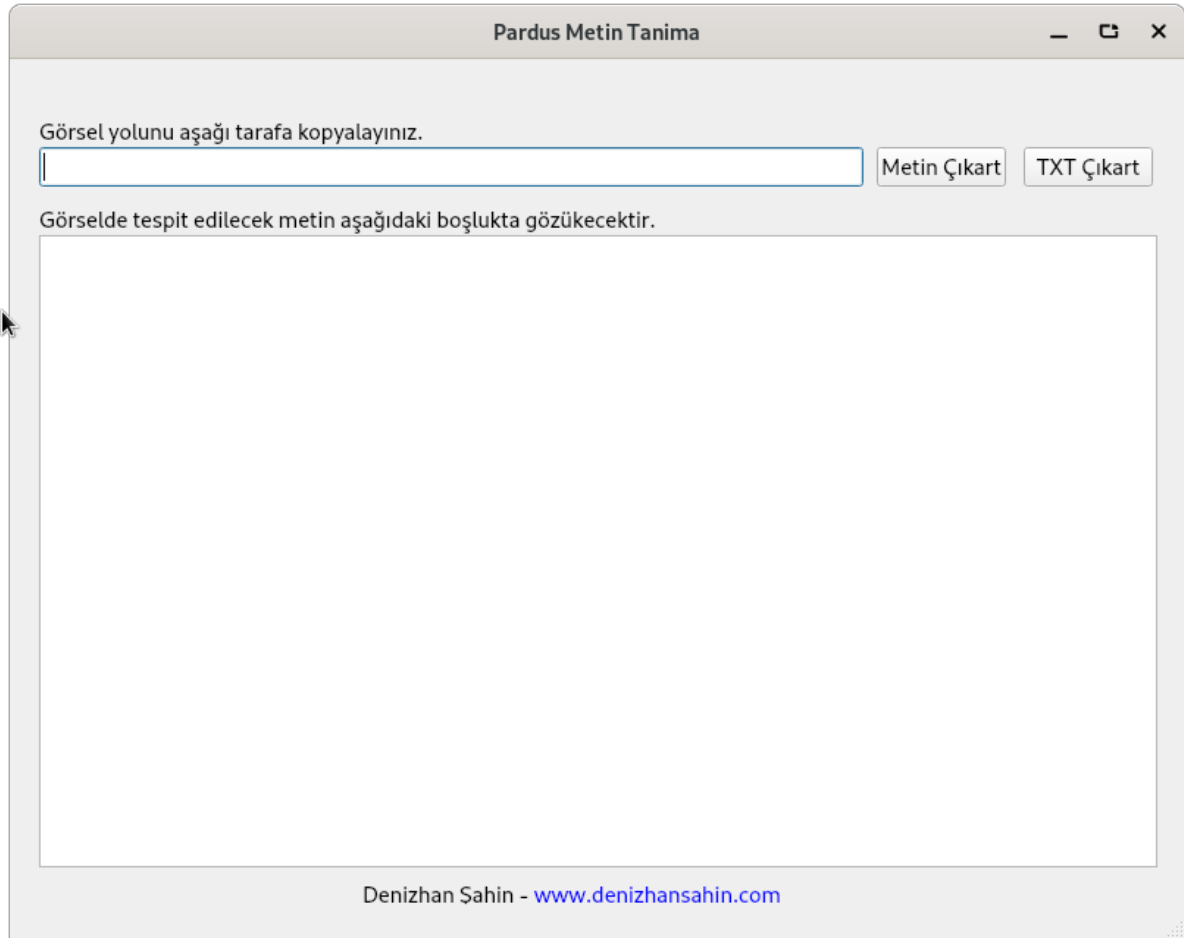 Pardus Metin Tanima
Görsel yolunu aşağı tarafa kopyalayınız.
Metin Çıkart
TXT Çıkart
Görselde tespit edilecek metin aşağıdaki boşlukta gözükecektir.
Denizhan Şahin - www.denizhansahin.com